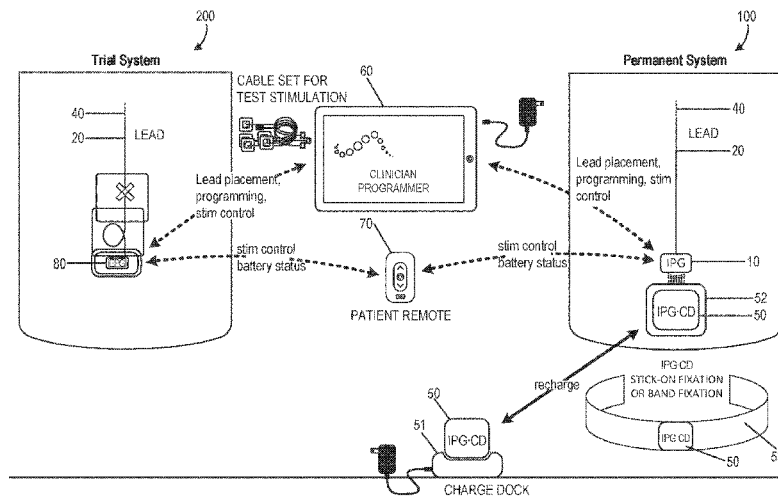 200
100
Trial System
Permanent System
CABLE SET FOR
TEST STIMULATION
60
40
20
LEAD
40
LEAD
20
CLINICIAN
PROGRAMMER
Lead placement,
programming,
stim control
Lead placement,
programming, stim
control
70
stim control
battery status
stim control
battery status
80
IPG
10
PATIENT REMOTE
52
50
IPG-CD
recharge
IPG-CD
STICK-ON FIXATION
OR BAND FIXATION
50
51
IPG-CD
IPG-CD
50
CHARGE DOCK